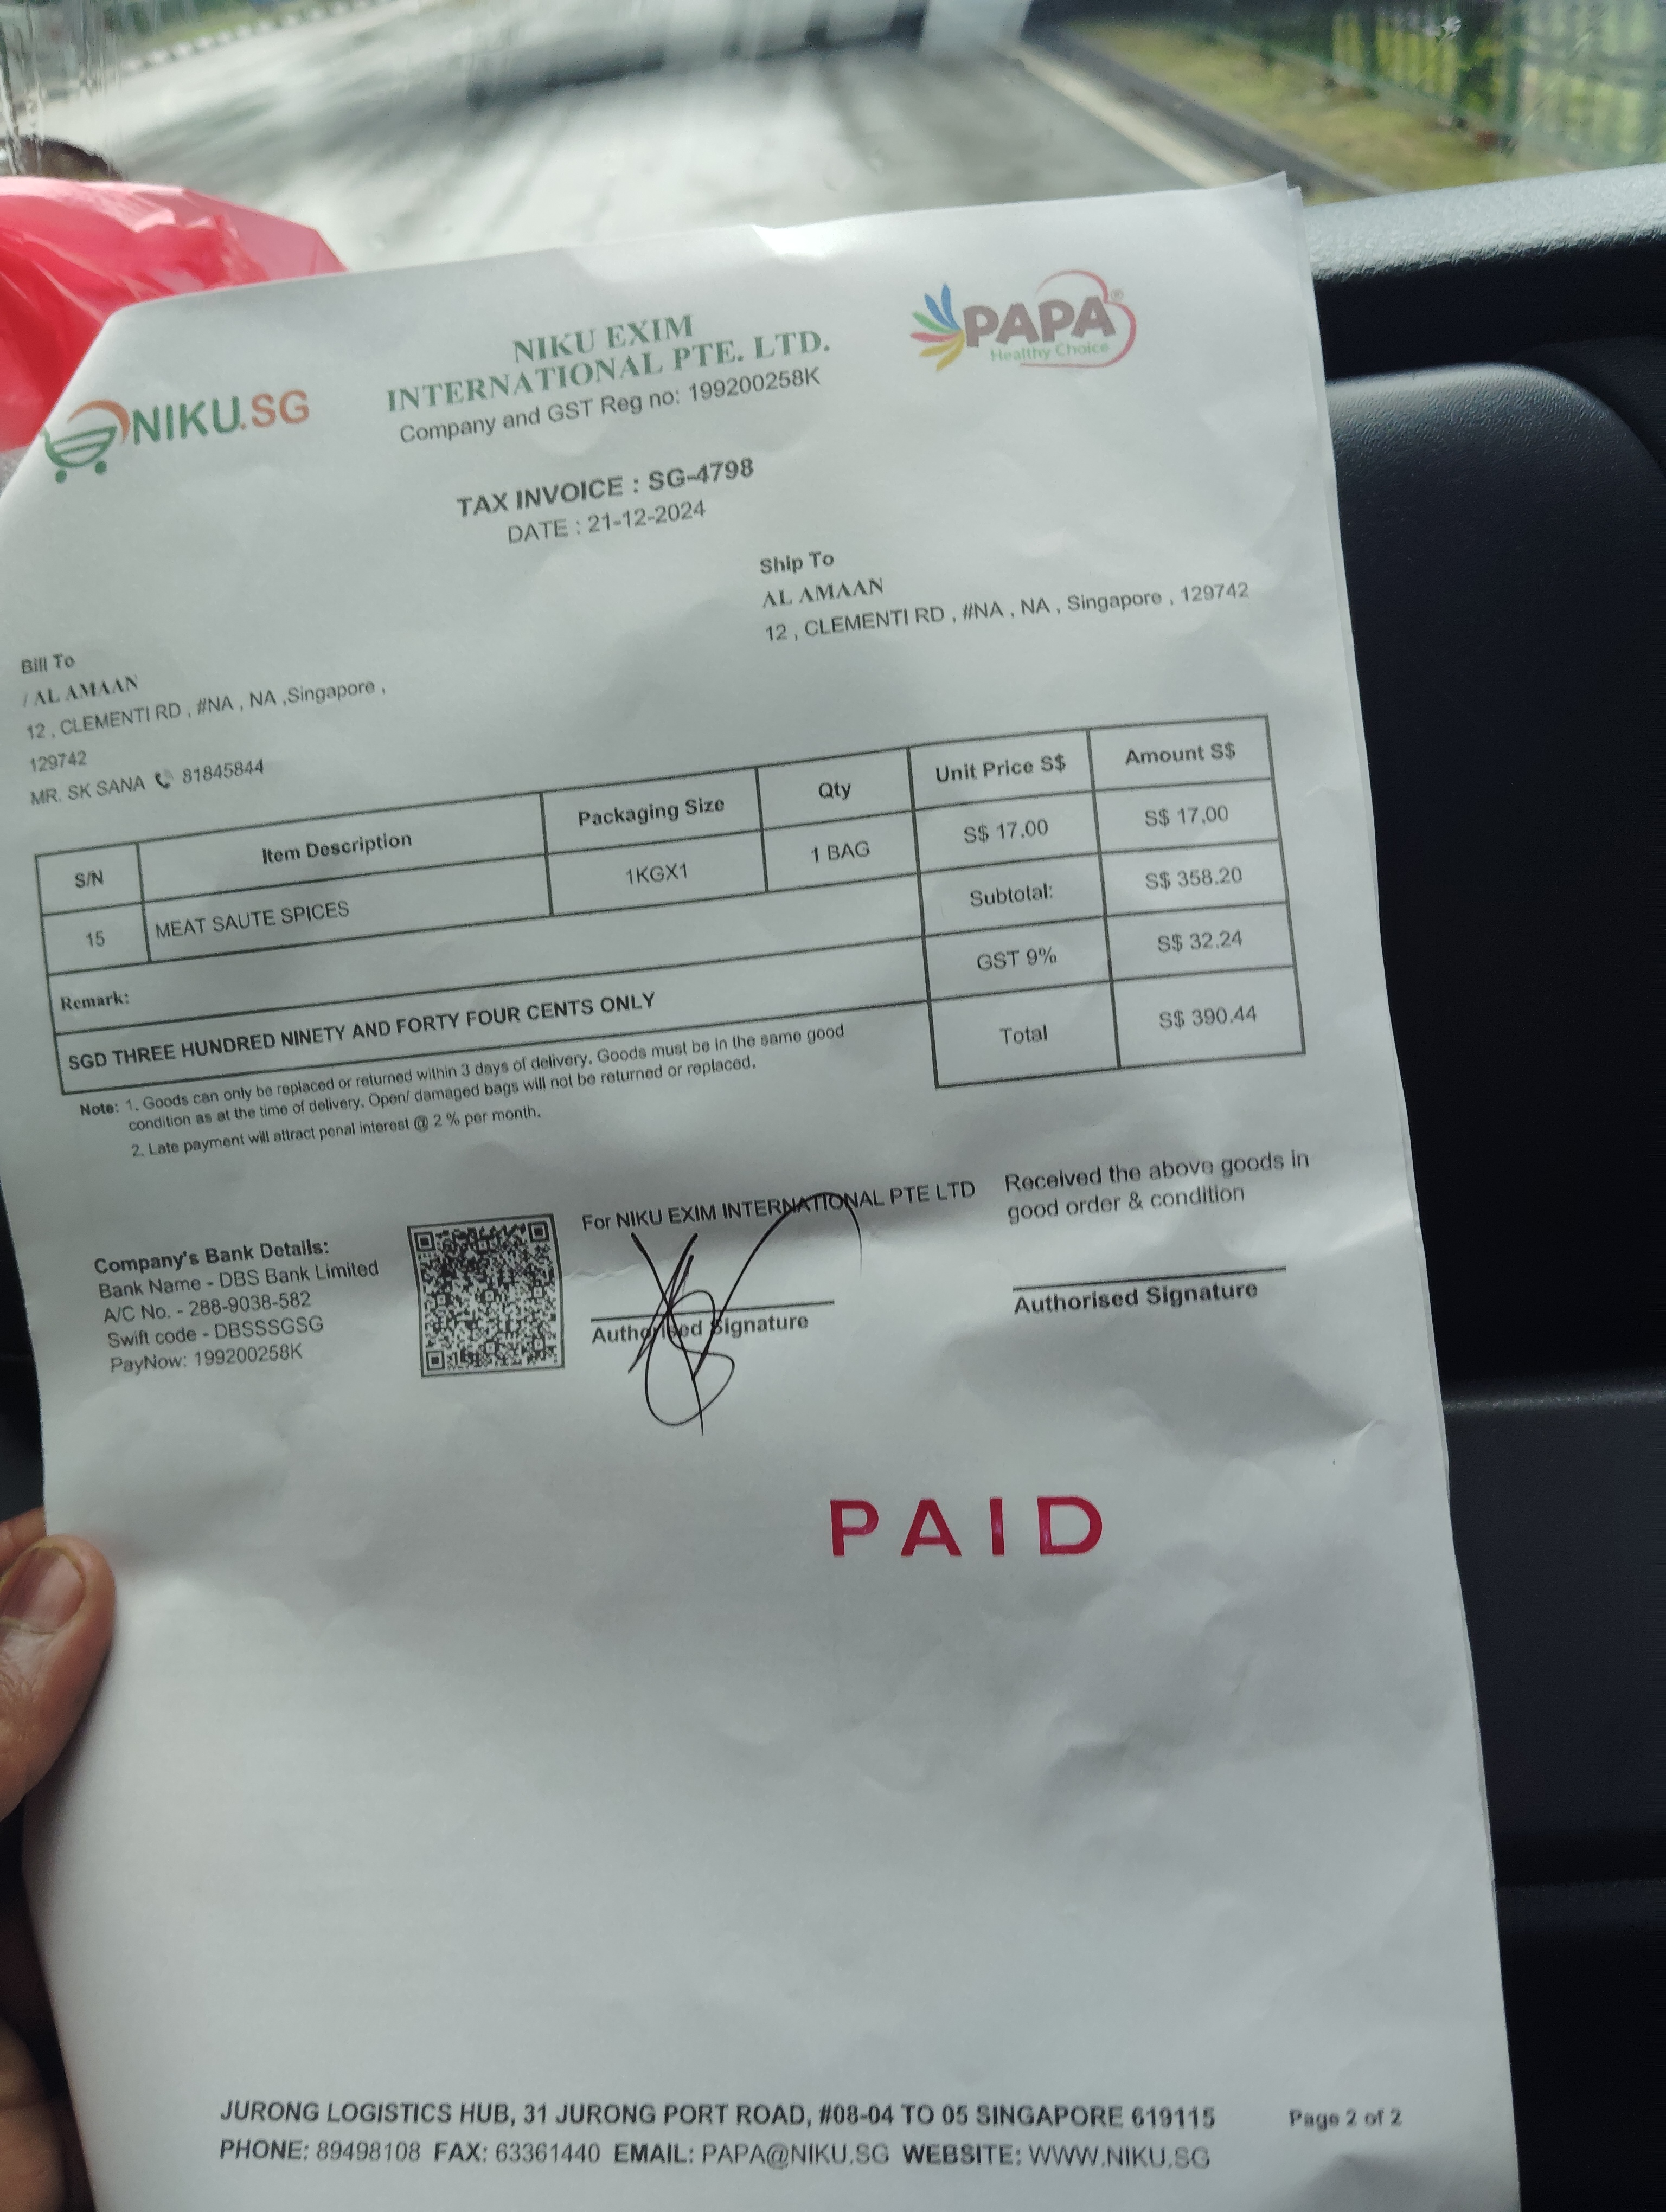 NIKU.SG
NIKU EXIM
INTERNATIONAL PTE. LTD.
Company and GST Reg no: 199200258K
PAPA®
Healthy Choice
TAX INVOICE : SG-4798
DATE : 21-12-2024
Ship To
AL AMAAN
12 , CLEMENTI RD , #NA , NA , Singapore , 129742
Bill To
/ AL AMAAN
12 , CLEMENTI RD , #NA , NA ,Singapore ,
129742
MR. SK SANA 81845844
S/N Item Description Packaging Size Qty Unit Price S$ Amount S$
15 MEAT SAUTE SPICES 1KGX1 1 BAG S$ 17.00 S$ 17.00
Subtotal: S$ 358.20
Remark: GST 9% S$ 32.24
SGD THREE HUNDRED NINETY AND FORTY FOUR CENTS ONLY Total S$ 390.44
Note: 1. Goods can only be replaced or returned within 3 days of delivery. Goods must be in the same good
condition as at the time of delivery. Open/ damaged bags will not be returned or replaced.
2. Late payment will attract penal interest @ 2 % per month.
Company's Bank Details:
Bank Name - DBS Bank Limited
A/C No. - 288-9038-582
Swift code - DBSSSGSG
PayNow: 199200258K
For NIKU EXIM INTERNATIONAL PTE LTD
Authorised Signature
Received the above goods in
good order & condition
Authorised Signature
PAID
JURONG LOGISTICS HUB, 31 JURONG PORT ROAD, #08-04 TO 05 SINGAPORE 619115
Page 2 of 2
PHONE: 89498108 FAX: 63361440 EMAIL: PAPA@NIKU.SG WEBSITE: WWW.NIKU.SG